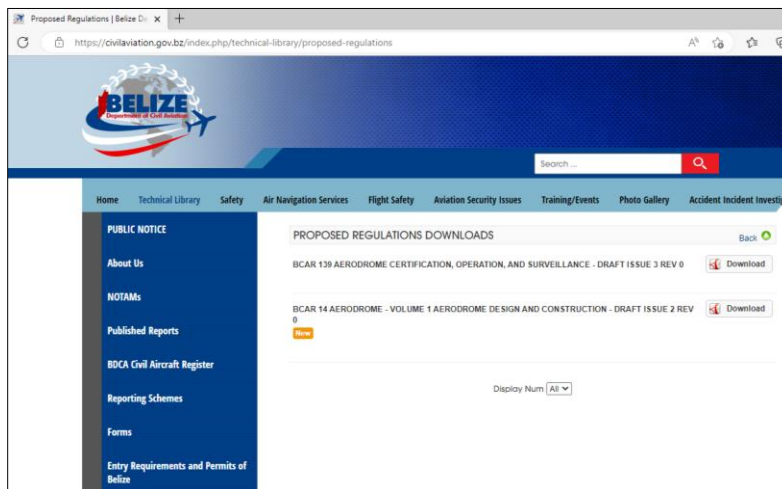 Proposed Regulations | Belize De
https://civilaviation.gov.bz/index.php/technical-library/proposed-regulations
BELIZE
Department of Civil Aviation
Search ...
Home Technical Library Safety Air Navigation Services Flight Safety Aviation Security Issues Training/Events Photo Gallery Accident Incident Investig
PUBLIC NOTICE
About Us
NOTAMs
Published Reports
BDCA Civil Aircraft Register
Reporting Schemes
Forms
Entry Requirements and Permits of
Belize
PROPOSED REGULATIONS DOWNLOADS
Back
BCAR 139 AERODROME CERTIFICATION, OPERATION, AND SURVEILLANCE - DRAFT ISSUE 3 REV 0
Download
BCAR 14 AERODROME - VOLUME 1 AERODROME DESIGN AND CONSTRUCTION - DRAFT ISSUE 2 REV
0
Download
New
Display Num All